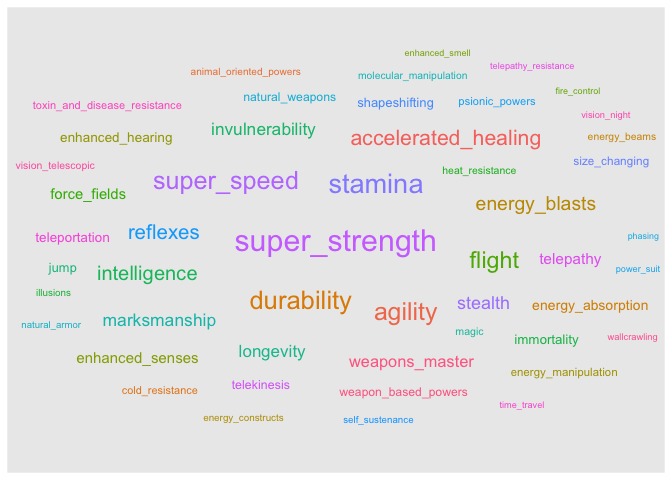 enhanced_smell
telepathy_resistance
animal_oriented_powers
molecular_manipulation
fire_control
toxin_and_disease_resistance
natural_weapons
shapeshifting
psionic_powers
vision_night
enhanced_hearing
invulnerability
accelerated_healing
energy_beams
vision_telescopic
super_speed
stamina
heat_resistance
size_changing
force_fields
energy_blasts
teleportation
reflexes
super_strength
phasing
jump
intelligence
flight
telepathy
power_suit
illusions
durability
agility
stealth
energy_absorption
natural_armor
marksmanship
magic
immortality
wallcrawling
enhanced_senses
longevity
weapons_master
energy_manipulation
cold_resistance
telekinesis
weapon_based_powers
time_travel
energy_constructs
self_sustenance